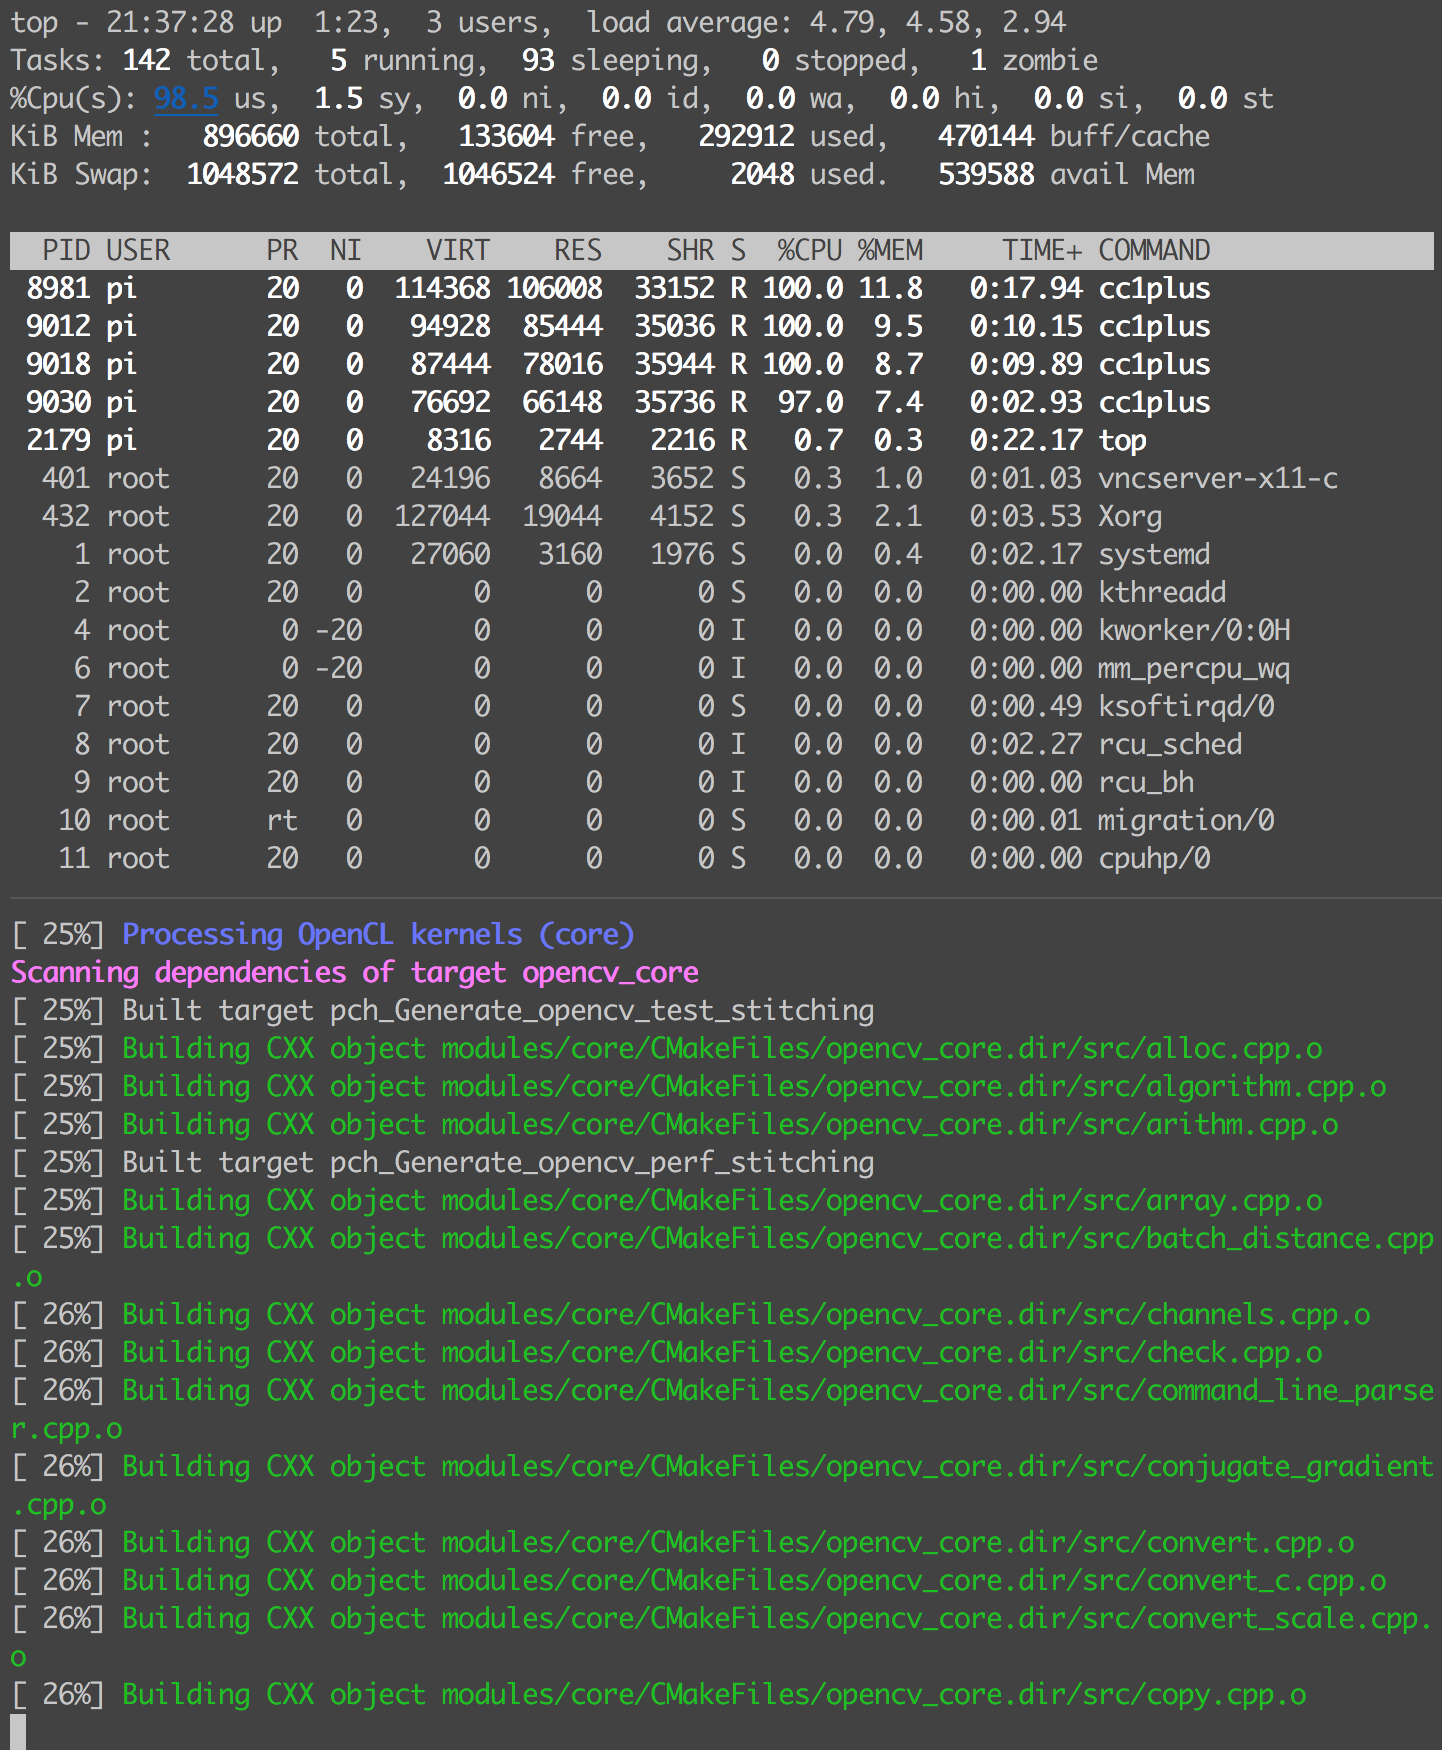 top - 21:37:28 up  1:23,  3 users,  load average: 4.79, 4.58, 2.94
Tasks: 142 total,   5 running,  93 sleeping,   0 stopped,   1 zombie
%Cpu(s): 98.5 us,  1.5 sy,  0.0 ni,  0.0 id,  0.0 wa,  0.0 hi,  0.0 si,  0.0 st
KiB Mem :   896660 total,   133604 free,   292912 used,   470144 buff/cache
KiB Swap:  1048572 total,  1046524 free,     2048 used.   539588 avail Mem
  PID USER      PR  NI    VIRT    RES    SHR S  %CPU %MEM     TIME+ COMMAND
 8981 pi        20   0  114368 106008  33152 R 100.0 11.8   0:17.94 cc1plus
 9012 pi        20   0   94928  85444  35036 R 100.0  9.5   0:10.15 cc1plus
 9018 pi        20   0   87444  78016  35944 R 100.0  8.7   0:09.89 cc1plus
 9030 pi        20   0   76692  66148  35736 R  97.0  7.4   0:02.93 cc1plus
 2179 pi        20   0    8316   2744   2216 R   0.7  0.3   0:22.17 top
  401 root      20   0   24196   8664   3652 S   0.3  1.0   0:01.03 vncserver-x11-c
  432 root      20   0  127044  19044   4152 S   0.3  2.1   0:03.53 Xorg
    1 root      20   0   27060   3160   1976 S   0.0  0.4   0:02.17 systemd
    2 root      20   0       0      0      0 S   0.0  0.0   0:00.00 kthreadd
    4 root       0 -20       0      0      0 I   0.0  0.0   0:00.00 kworker/0:0H
    6 root       0 -20       0      0      0 I   0.0  0.0   0:00.00 mm_percpu_wq
    7 root      20   0       0      0      0 S   0.0  0.0   0:00.49 ksoftirqd/0
    8 root      20   0       0      0      0 I   0.0  0.0   0:02.27 rcu_sched
    9 root      20   0       0      0      0 I   0.0  0.0   0:00.00 rcu_bh
   10 root      rt   0       0      0      0 S   0.0  0.0   0:00.01 migration/0
   11 root      20   0       0      0      0 S   0.0  0.0   0:00.00 cpuhp/0
[ 25%] Processing OpenCL kernels (core)
Scanning dependencies of target opencv_core
[ 25%] Built target pch_Generate_opencv_test_stitching
[ 25%] Building CXX object modules/core/CMakeFiles/opencv_core.dir/src/alloc.cpp.o
[ 25%] Building CXX object modules/core/CMakeFiles/opencv_core.dir/src/algorithm.cpp.o
[ 25%] Building CXX object modules/core/CMakeFiles/opencv_core.dir/src/arithm.cpp.o
[ 25%] Built target pch_Generate_opencv_perf_stitching
[ 25%] Building CXX object modules/core/CMakeFiles/opencv_core.dir/src/array.cpp.o
[ 25%] Building CXX object modules/core/CMakeFiles/opencv_core.dir/src/batch_distance.cpp
.o
[ 26%] Building CXX object modules/core/CMakeFiles/opencv_core.dir/src/channels.cpp.o
[ 26%] Building CXX object modules/core/CMakeFiles/opencv_core.dir/src/check.cpp.o
[ 26%] Building CXX object modules/core/CMakeFiles/opencv_core.dir/src/command_line_parse
r.cpp.o
[ 26%] Building CXX object modules/core/CMakeFiles/opencv_core.dir/src/conjugate_gradient
.cpp.o
[ 26%] Building CXX object modules/core/CMakeFiles/opencv_core.dir/src/convert.cpp.o
[ 26%] Building CXX object modules/core/CMakeFiles/opencv_core.dir/src/convert_c.cpp.o
[ 26%] Building CXX object modules/core/CMakeFiles/opencv_core.dir/src/convert_scale.cpp.
o
[ 26%] Building CXX object modules/core/CMakeFiles/opencv_core.dir/src/copy.cpp.o